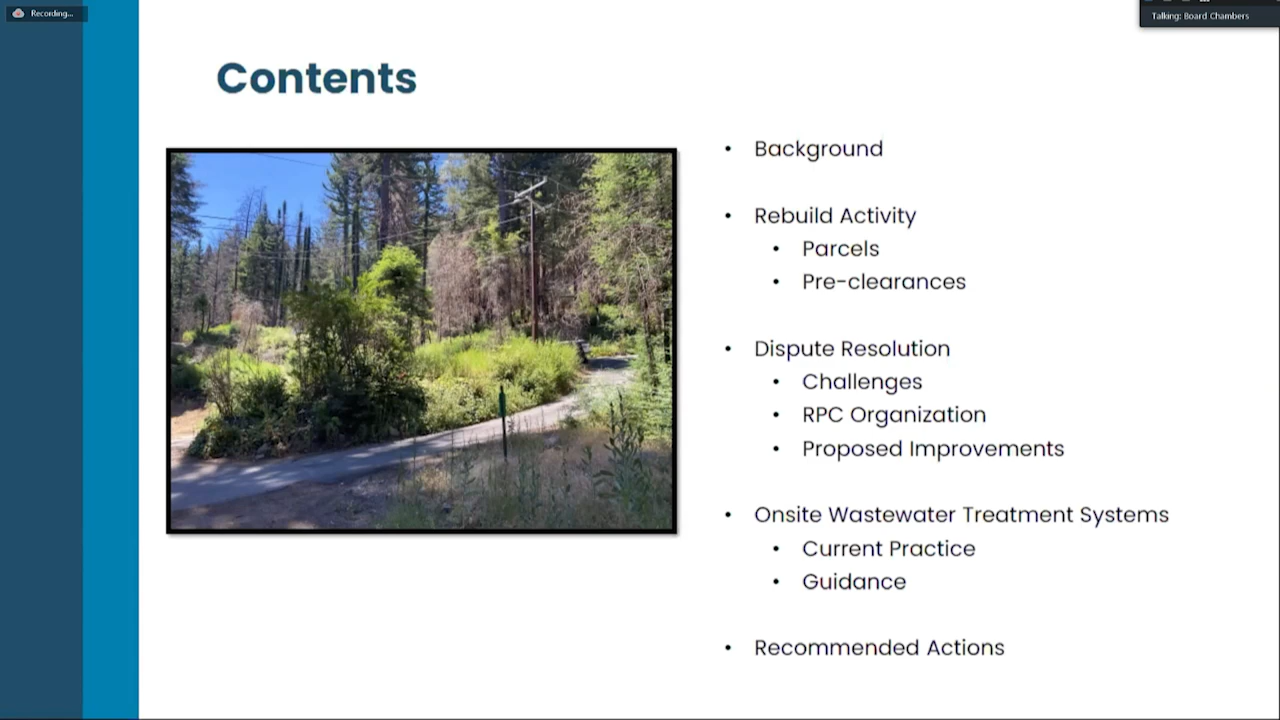 Recording...
Talking: Board Chambers
Contents
• Background
• Rebuild Activity
• Parcels
• Pre-clearances
• Dispute Resolution
• Challenges
• RPC Organization
• Proposed Improvements
• Onsite Wastewater Treatment Systems
• Current Practice
• Guidance
• Recommended Actions